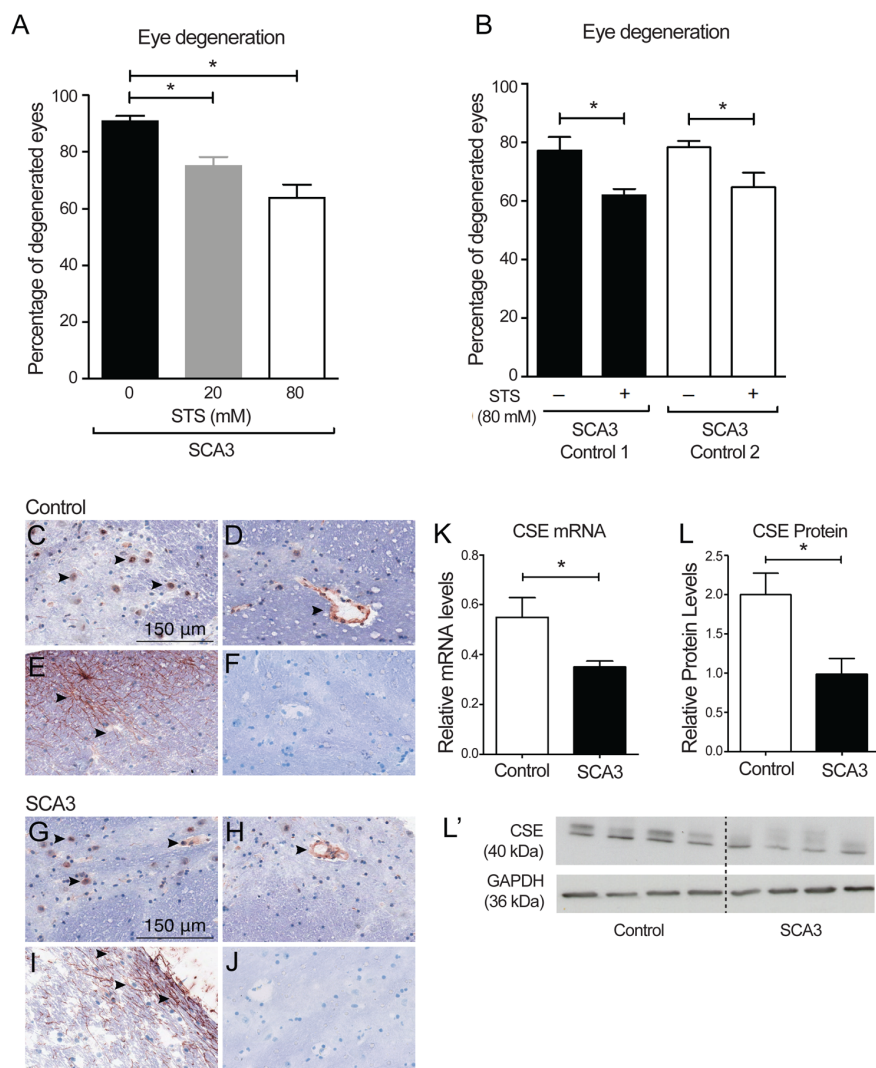 A
Eye degeneration
*
*
Percentage of degenerated eyes
100
80
60
40
20
0
0 20 80
STS (mM)
SCA3
B
Eye degeneration
* *
Percentage of degenerated eyes
100
80
60
40
20
0
STS – + – +
(80 mM)
SCA3 SCA3
Control 1 Control 2
Control
C
150 µm
D
E
F
SCA3
G
150 µm
H
I
J
K
CSE mRNA
*
Relative mRNA levels
0.8
0.6
0.4
0.2
0.0
Control SCA3
L
CSE Protein
*
Relative Protein Levels
2.5
2.0
1.5
1.0
0.5
0.0
Control SCA3
L'
CSE
(40 kDa)
GAPDH
(36 kDa)
Control SCA3